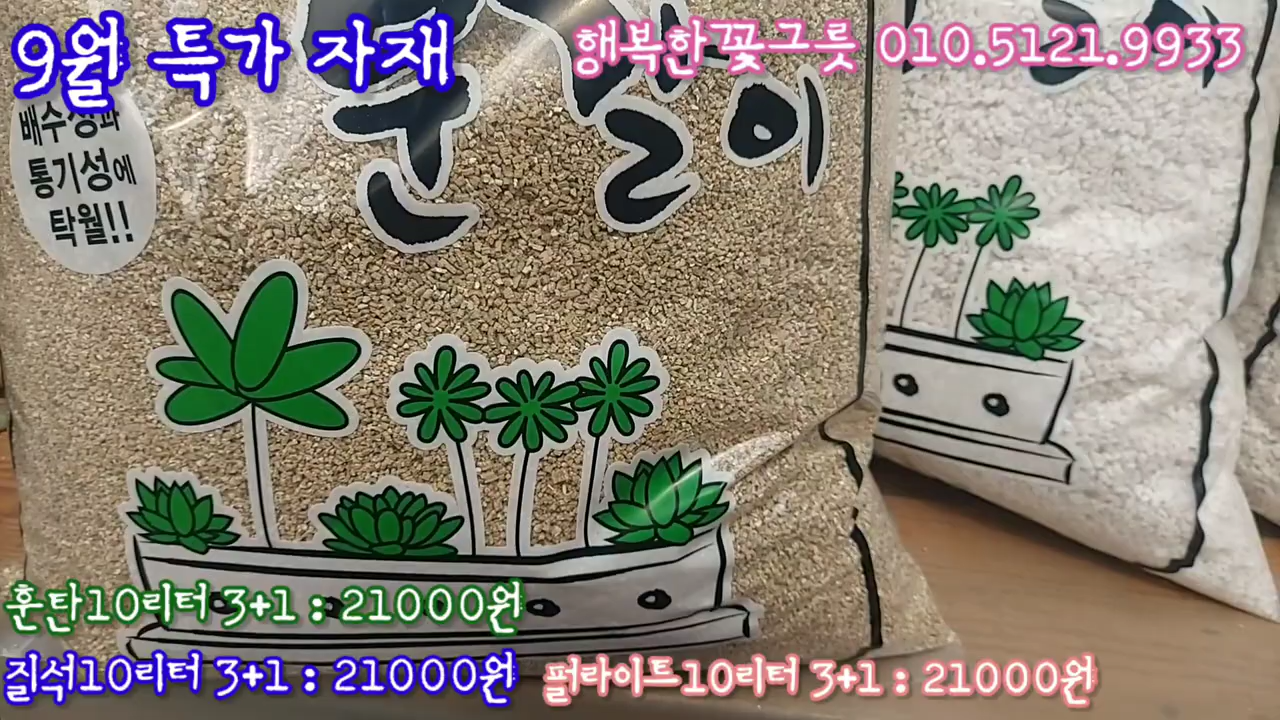 9월 특가 자재
행복한꽃그릇 010.5121.9933
배수성과
통기성에
탁월!!
훈탄10리터 3+1 : 21000원
질석10리터 3+1 : 21000원
펄라이트10리터 3+1 : 21000원